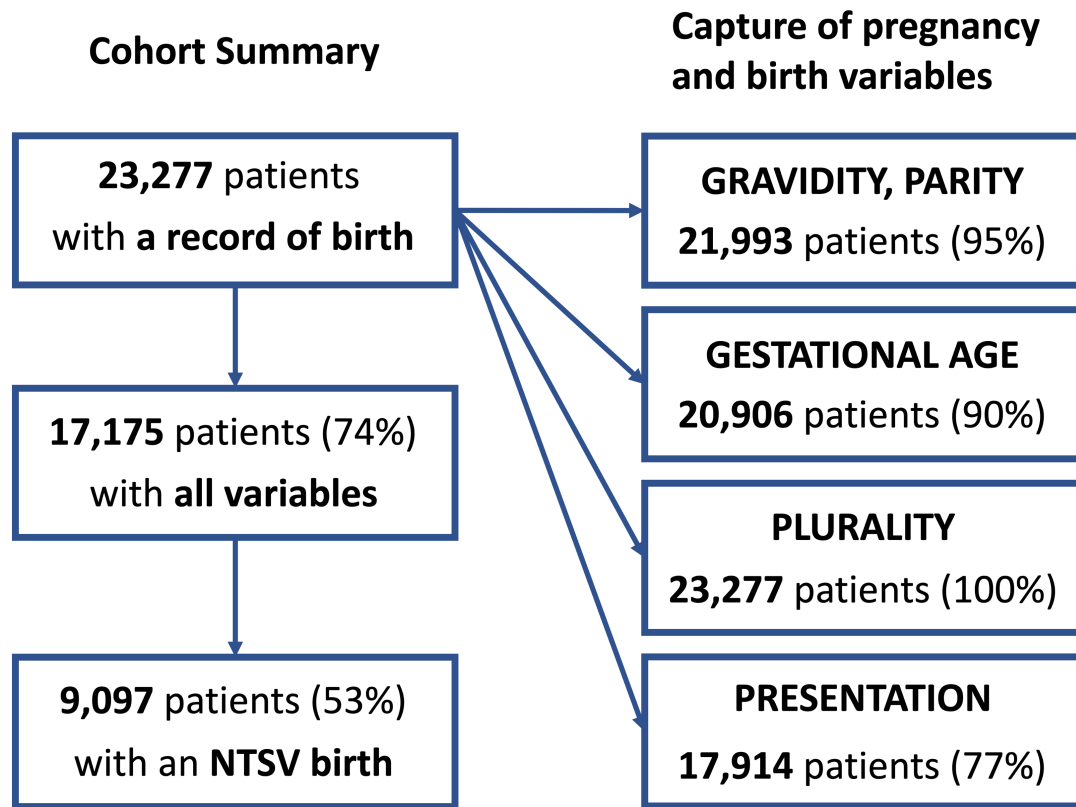 Cohort Summary
23,277 patients
with a record of birth
17,175 patients (74%)
with all variables
9,097 patients (53%)
with an NTSV birth
Capture of pregnancy
and birth variables
GRAVIDITY, PARITY
21,993 patients (95%)
GESTATIONAL AGE
20,906 patients (90%)
PLURALITY
23,277 patients (100%)
PRESENTATION
17,914 patients (77%)